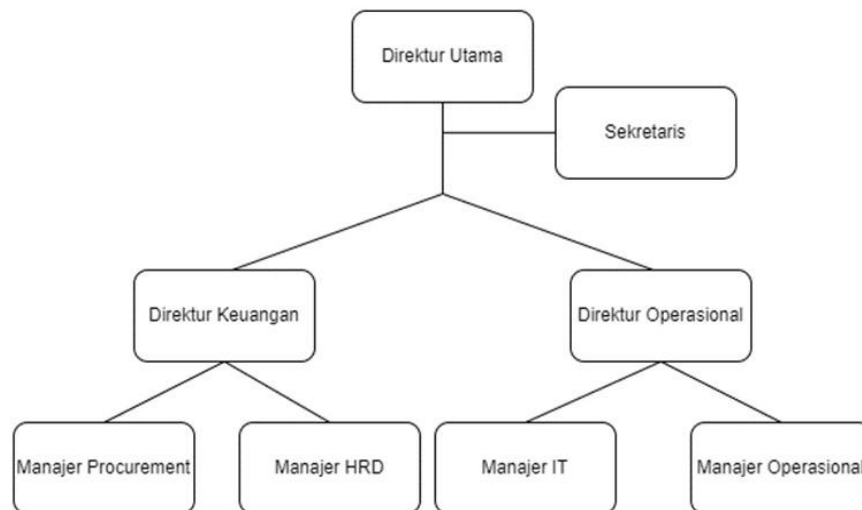 Direktur Utama
Sekretaris
Direktur Keuangan
Direktur Operasional
Manajer Procurement
Manajer HRD
Manajer IT
Manajer Operasional